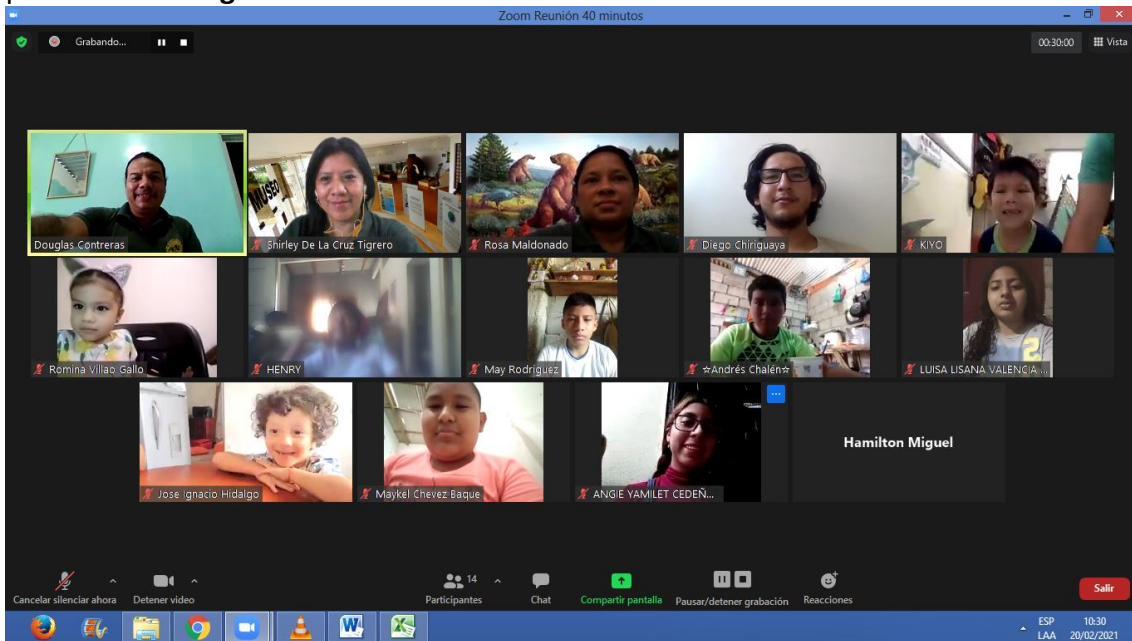 Zoom Reunión 40 minutos
Grabando...
00:30:00
Vista
MUSEO
Douglas Contreras
Shirley De La Cruz Tigrero
Rosa Maldonado
Diego Chiriguaya
KIYO
Romina Villao Gallo
HENRY
May Rodriguez
☆Andrés Chalén☆
LUISA LISANA VALENCIA ...
2
Jose Ignacio Hidalgo
Maykel Chevez Baque
ANGIE YAMILET CEDEÑ...
Hamilton Miguel
Cancelar silenciar ahora
Detener video
14
Participantes
Chat
Compartir pantalla
Pausar/detener grabación
Reacciones
Salir
ESP
LAA
10:30
20/02/2021